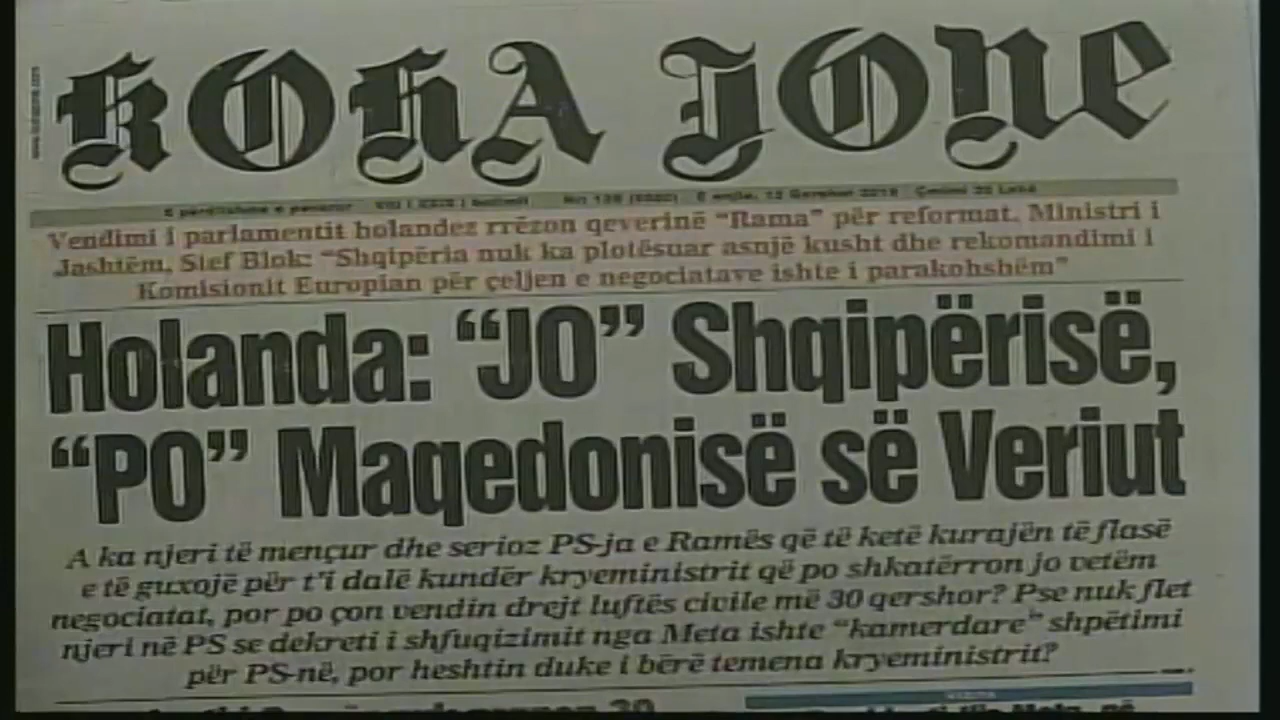 KOHA JONE
Vendimi i parlamentit holandez rrëzon qeverinë “Rama” për reformat. Ministri i
Jashtëm, Stef Blok: “Shqipëria nuk ka plotësuar asnjë kusht dhe rekomandimi i
Komisionit Europian për çeljen e negociatave ishte i parakohshëm”
Holanda: “JO” Shqipërisë,
“PO” Maqedonisë së Veriut
A ka njeri të mençur dhe serioz PS-ja e Ramës që të ketë kurajën të flasë
e të guxojë për t’i dalë kundër kryeministrit që po shkatërron jo vetëm
negociatat, por po çon vendin drejt luftës civile më 30 qershor? Pse nuk flet
njeri në PS se dekreti i shfuqizimit nga Meta ishte “kamerdare” shpëtimi
për PS-në, por heshtin duke i bërë temena kryeministrit?